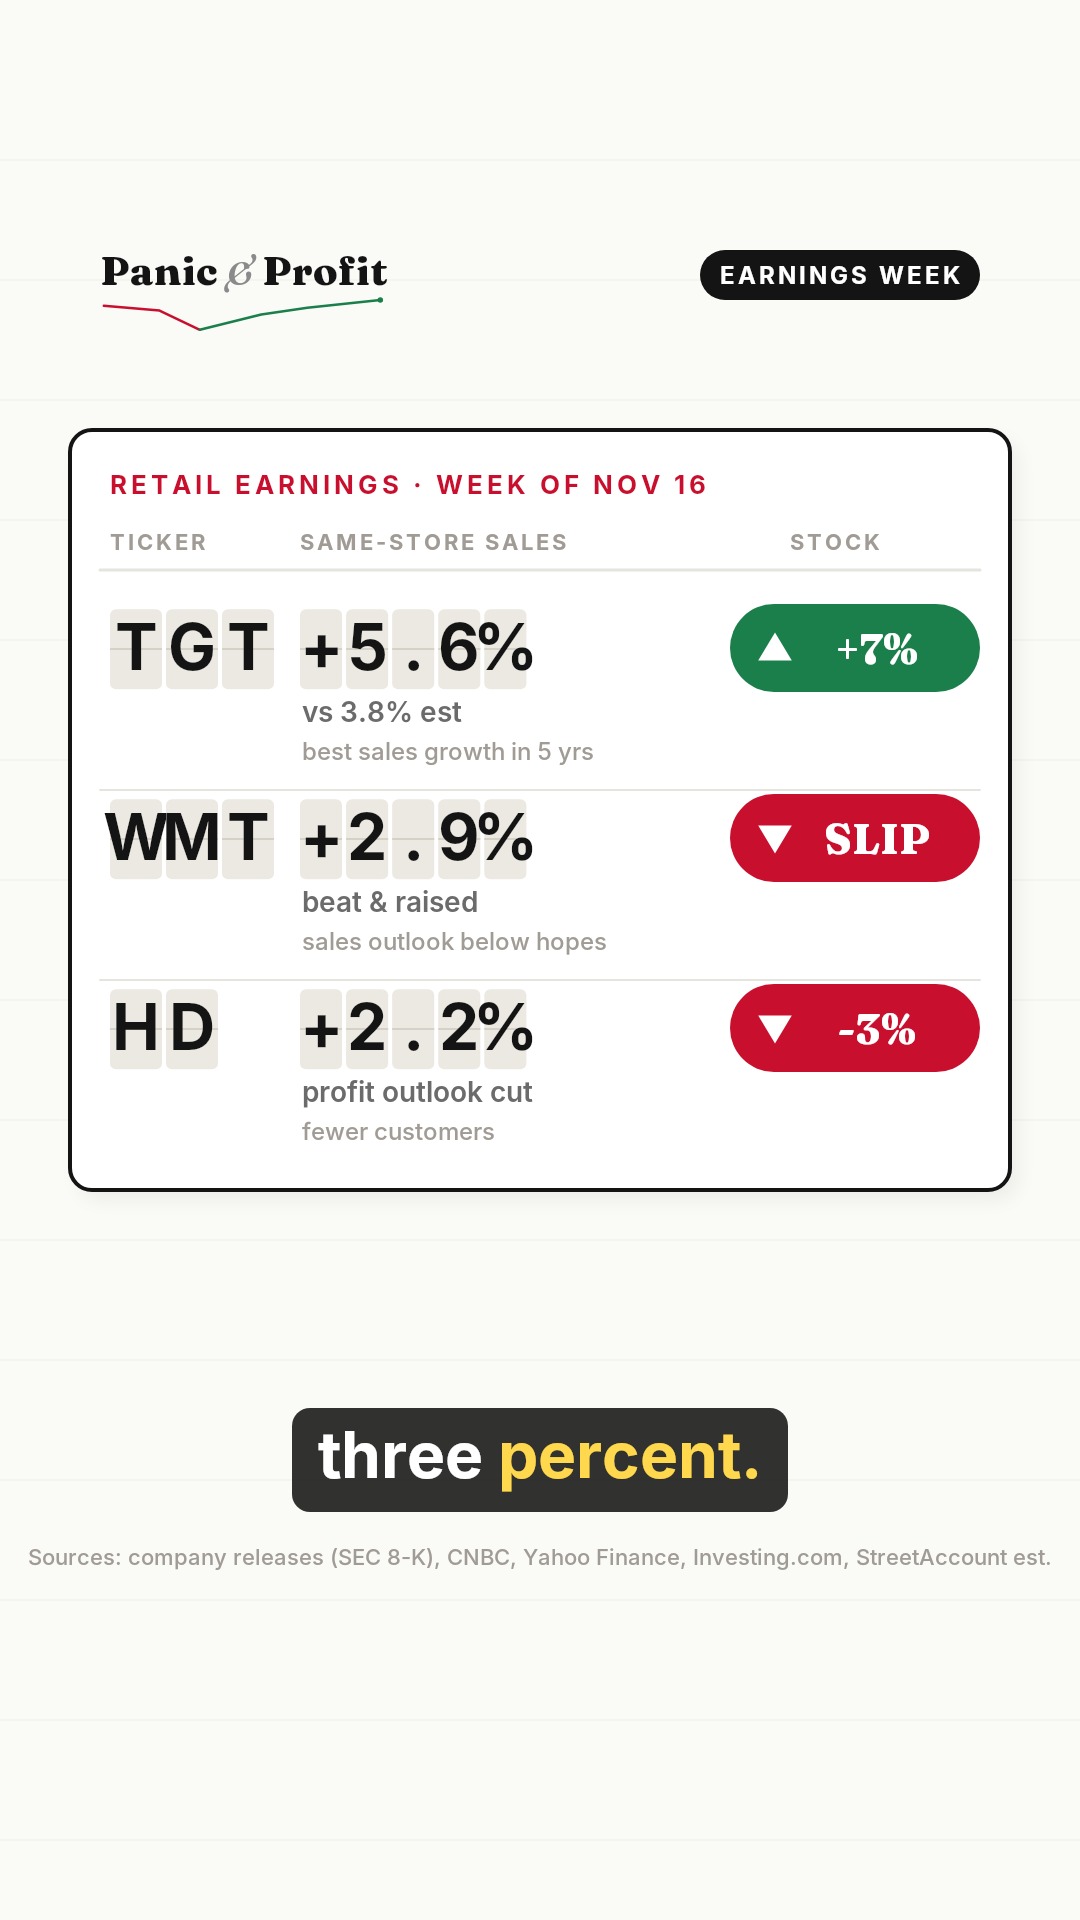 Panic & Profit
EARNINGS WEEK
RETAIL EARNINGS · WEEK OF NOV 16
TICKER SAME-STORE SALES STOCK
TGT +5.6% ▲ +7%
vs 3.8% est
best sales growth in 5 yrs
WMT +2.9% ▼ SLIP
beat & raised
sales outlook below hopes
HD +2.2% ▼ -3%
profit outlook cut
fewer customers
three percent.
Sources: company releases (SEC 8-K), CNBC, Yahoo Finance, Investing.com, StreetAccount est.